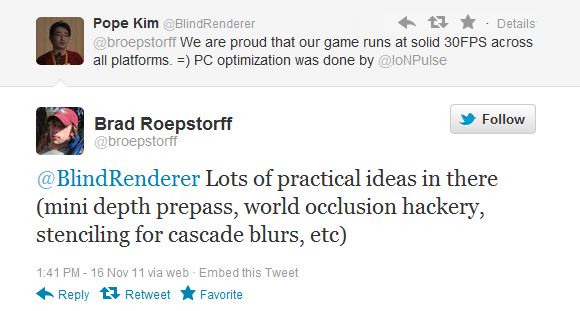 Pope Kim @BlindRenderer Details
@broepstorff We are proud that our game runs at solid 30FPS across
all platforms. =) PC optimization was done by @IoNPulse
Brad Roepstorff
@broepstorff
Follow
@BlindRenderer Lots of practical ideas in there
(mini depth prepass, world occlusion hackery,
stenciling for cascade blurs, etc)
1:41 PM - 16 Nov 11 via web · Embed this Tweet
Reply Retweet Favorite